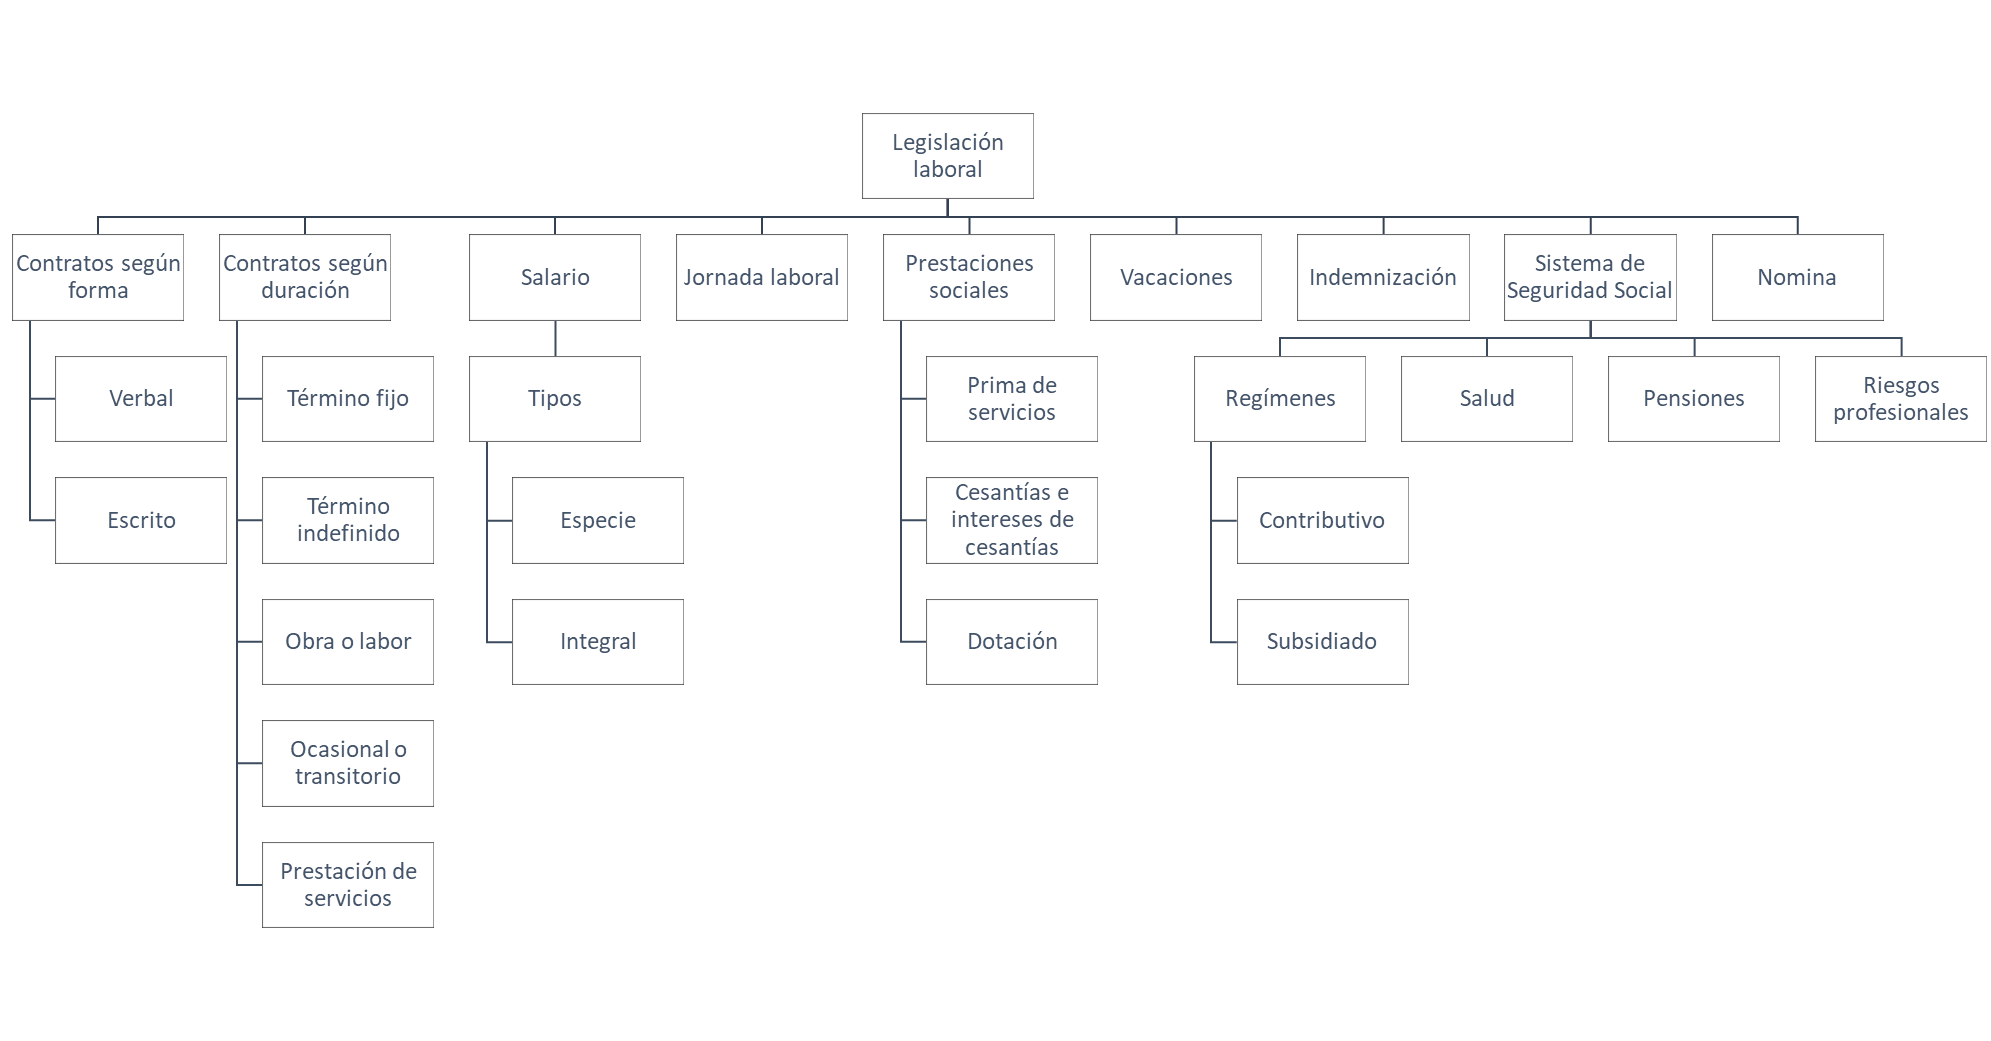 Legislación
laboral
Contratos según
forma
Contratos según
duración
Salario
Jornada laboral
Prestaciones
sociales
Vacaciones
Indemnización
Sistema de
Seguridad Social
Nomina
Verbal
Término fijo
Tipos
Prima de
servicios
Regímenes
Salud
Pensiones
Riesgos
profesionales
Escrito
Término
indefinido
Especie
Cesantías e
intereses de
cesantías
Contributivo
Obra o labor
Integral
Dotación
Subsidiado
Ocasional o
transitorio
Prestación de
servicios